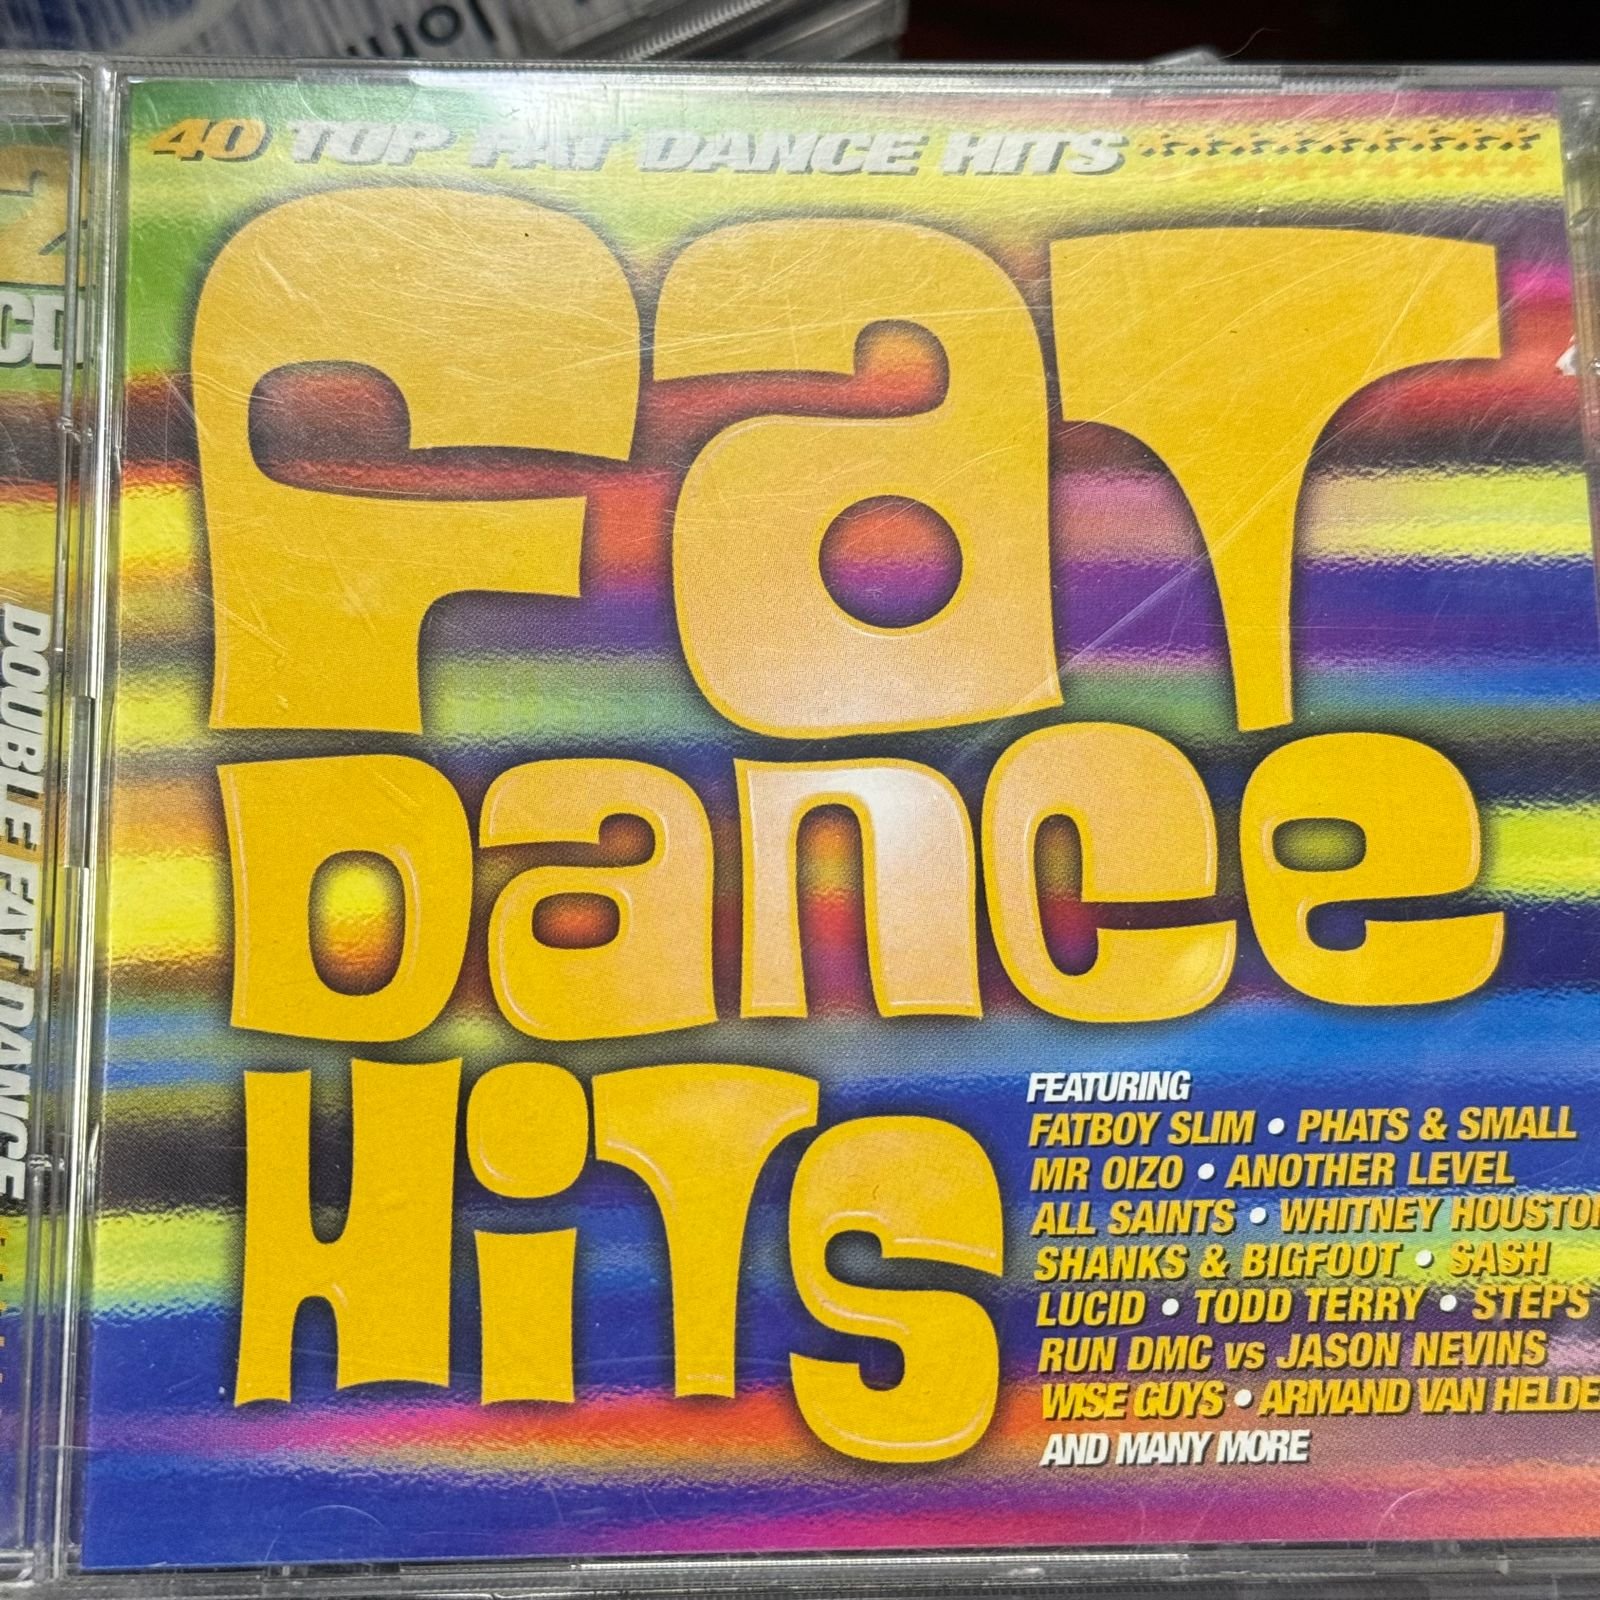 40 TOP FAT DANCE HITS
FAT
Dance
HiTS
FEATURING
FATBOY SLIM • PHATS & SMALL
MR OIZO • ANOTHER LEVEL
ALL SAINTS • WHITNEY HOUSTON
SHANKS & BIGFOOT • SASH
LUCID • TODD TERRY • STEPS
RUN DMC vs JASON NEVINS
WISE GUYS • ARMAND VAN HELDE
AND MANY MORE
2
CD
DOUBLE FAT DANCE